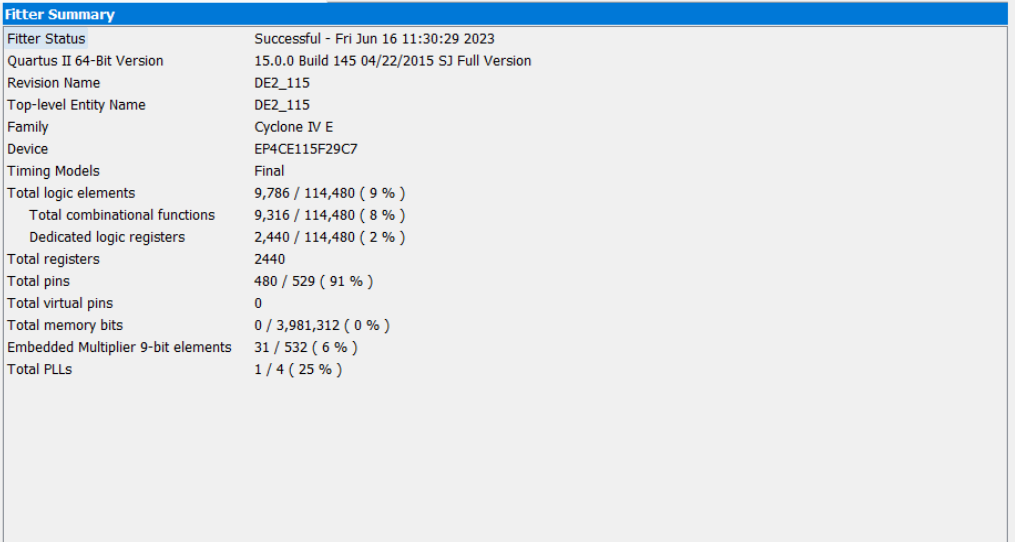 Fitter Summary
Fitter Status Successful - Fri Jun 16 11:30:29 2023
Quartus II 64-Bit Version 15.0.0 Build 145 04/22/2015 SJ Full Version
Revision Name DE2_115
Top-level Entity Name DE2_115
Family Cyclone IV E
Device EP4CE115F29C7
Timing Models Final
Total logic elements 9,786 / 114,480 ( 9 % )
Total combinational functions 9,316 / 114,480 ( 8 % )
Dedicated logic registers 2,440 / 114,480 ( 2 % )
Total registers 2440
Total pins 480 / 529 ( 91 % )
Total virtual pins 0
Total memory bits 0 / 3,981,312 ( 0 % )
Embedded Multiplier 9-bit elements 31 / 532 ( 6 % )
Total PLLs 1 / 4 ( 25 % )